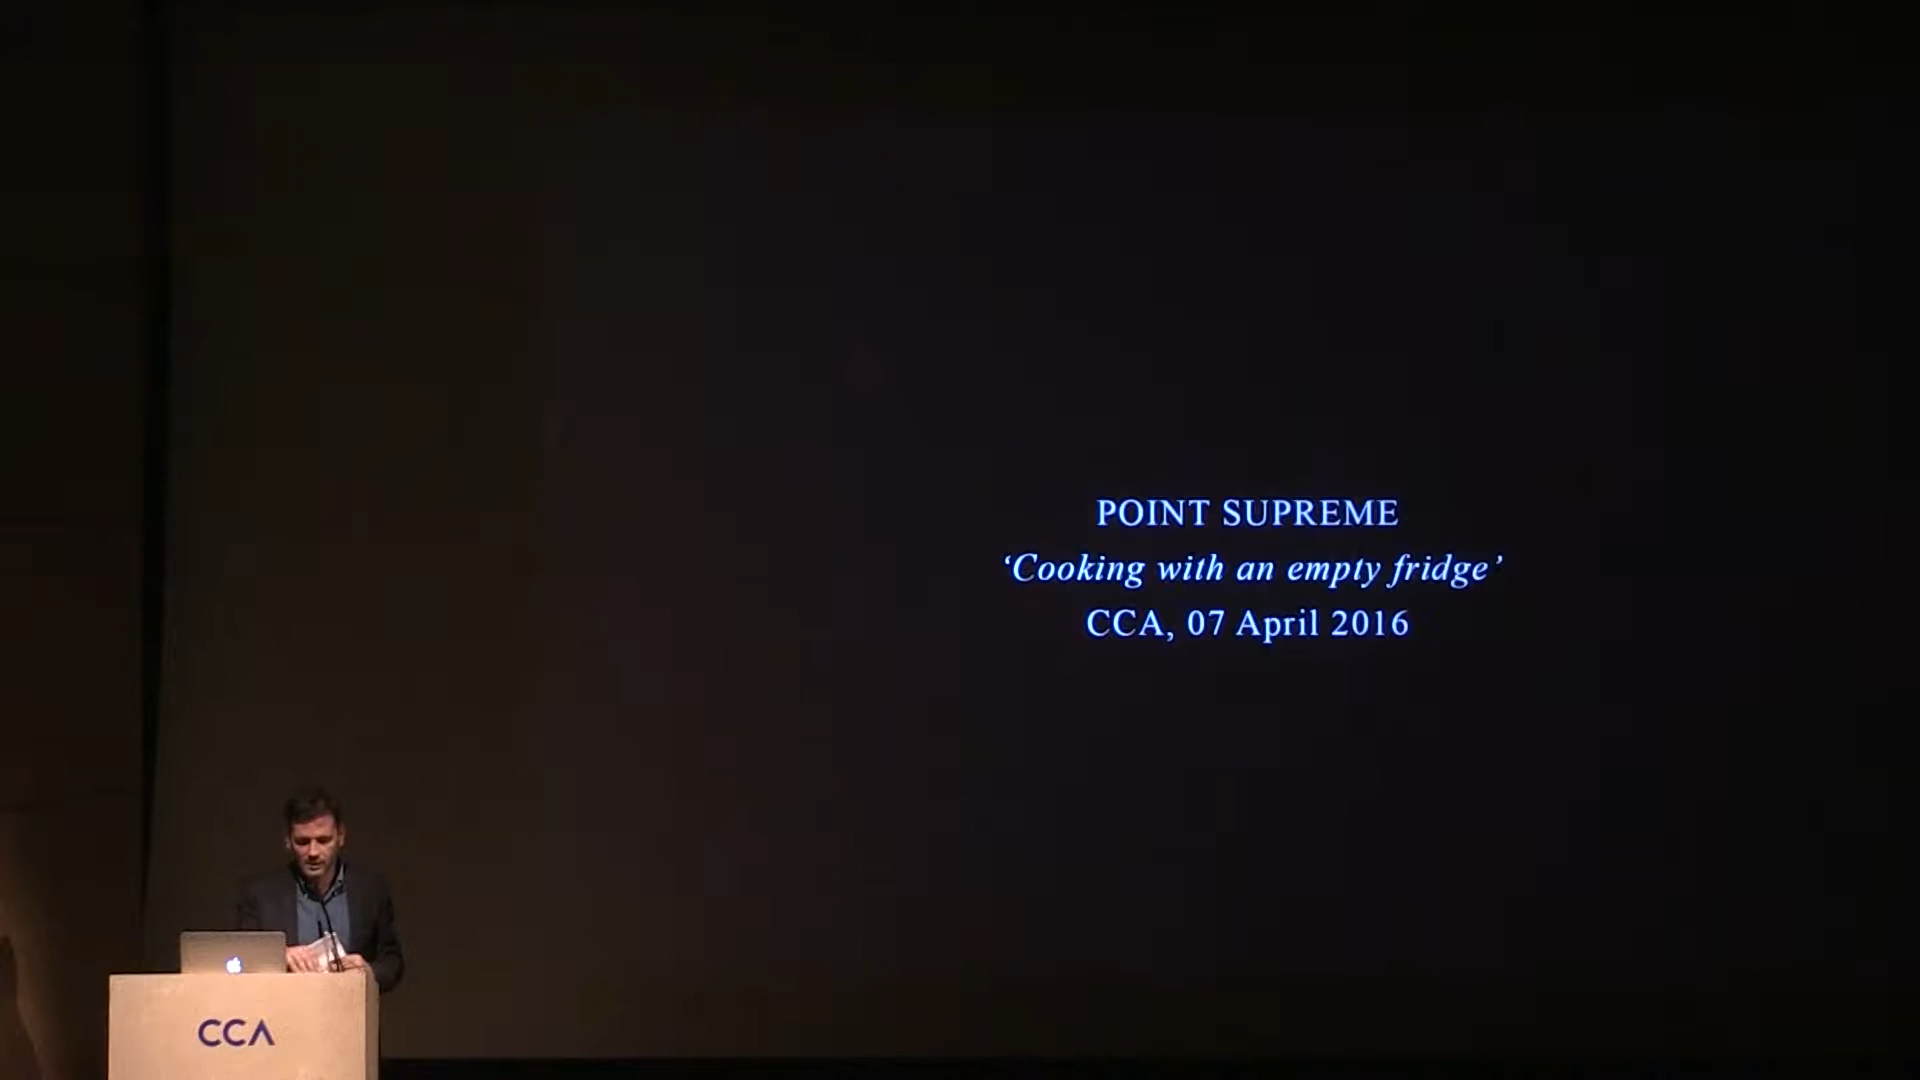 POINT SUPREME
‘Cooking with an empty fridge’
CCA, 07 April 2016
CCA